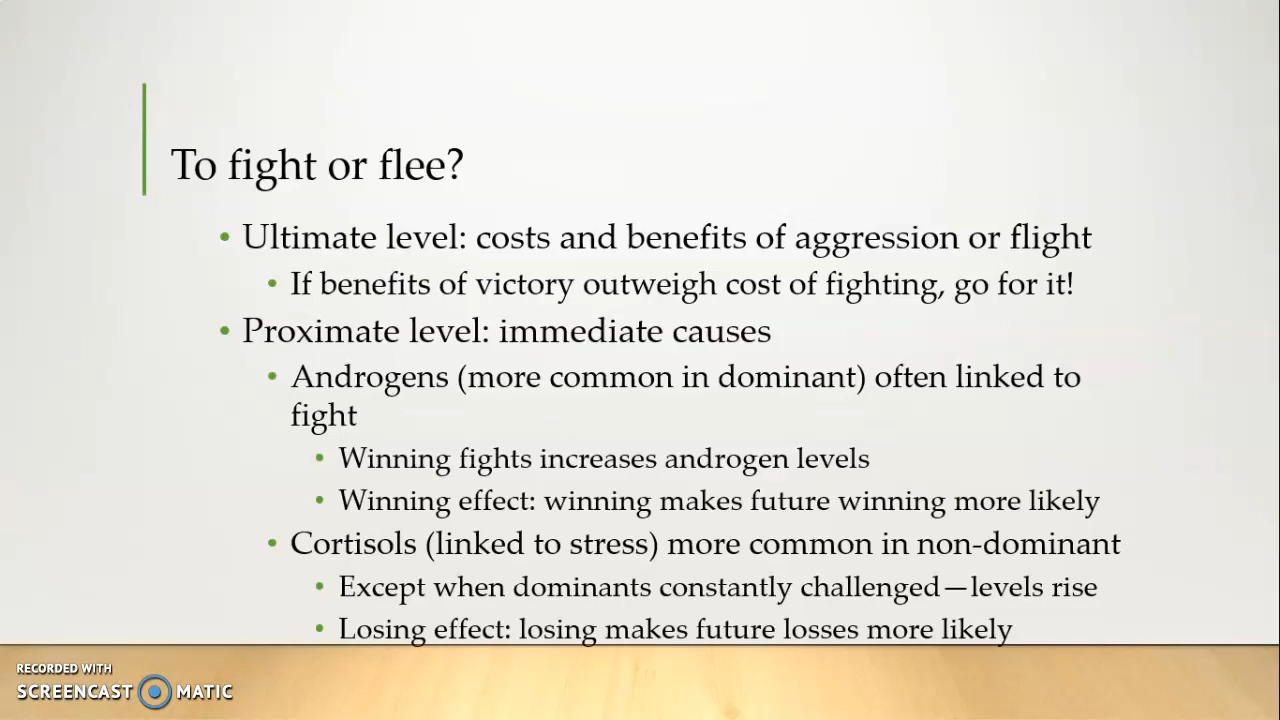 To fight or flee?
• Ultimate level: costs and benefits of aggression or flight
• If benefits of victory outweigh cost of fighting, go for it!
• Proximate level: immediate causes
• Androgens (more common in dominant) often linked to
fight
• Winning fights increases androgen levels
• Winning effect: winning makes future winning more likely
• Cortisols (linked to stress) more common in non-dominant
• Except when dominants constantly challenged—levels rise
• Losing effect: losing makes future losses more likely
RECORDED WITH
SCREENCAST MATIC